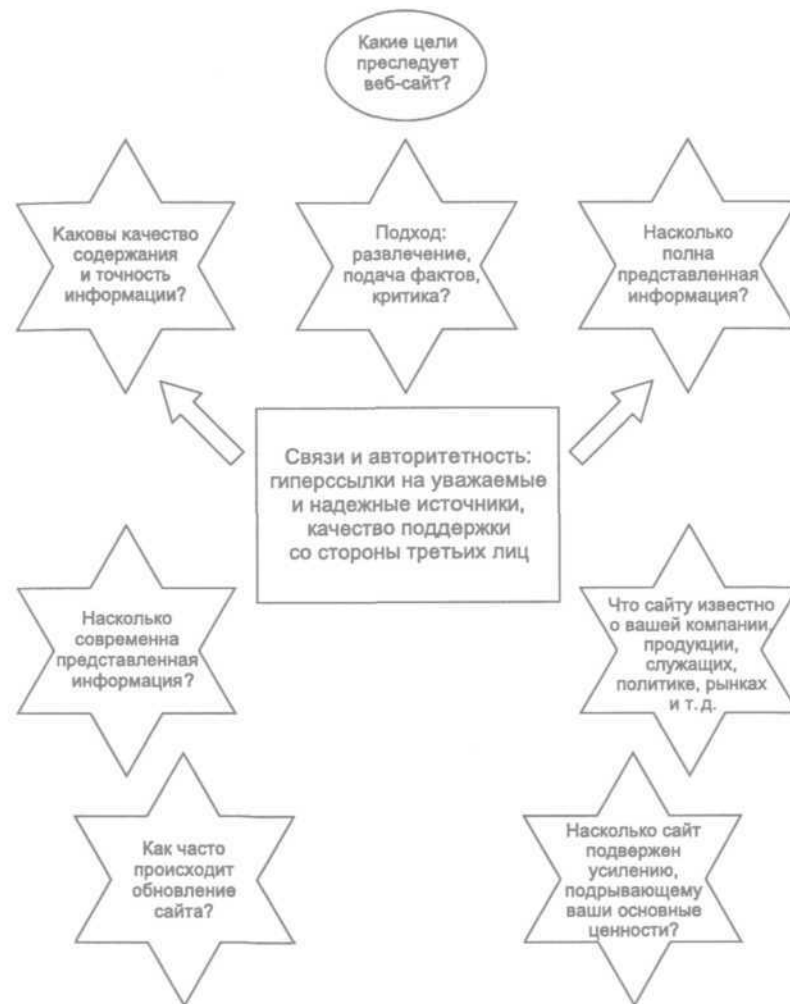 Какие цели
преследует
веб-сайт?
Каковы качество
содержания
и точность
информации?
Подход:
развлечение,
подача фактов,
критика?
Насколько
полна
представленная
информация?
Связи и авторитетность:
гиперссылки на уважаемые
и надежные источники,
качество поддержки
со стороны третьих лиц
Насколько
современна
представленная
информация?
Что сайту известно
о вашей компании,
продукции,
служащих,
политике, рынках
и т. д.
Как часто
происходит
обновление
сайта?
Насколько сайт
подвержен
усилению,
подрывающему
ваши основные
ценности?